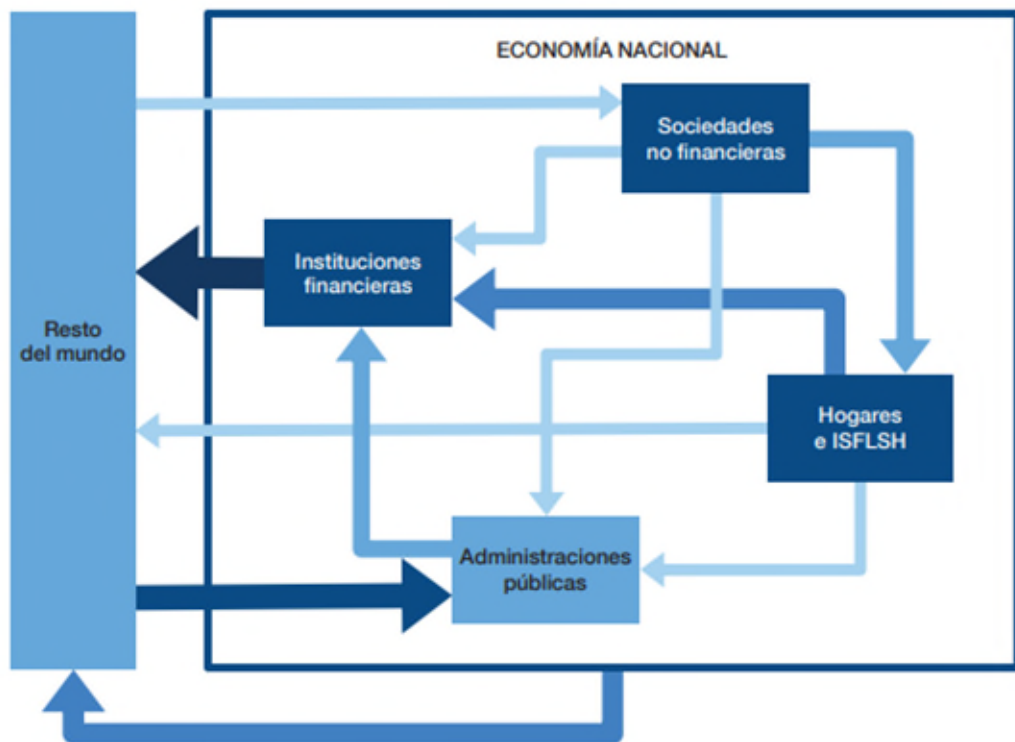 ECONOMÍA NACIONAL
Sociedades
no financieras
Instituciones
financieras
Resto
del mundo
Hogares
e ISFLSH
Administraciones
públicas